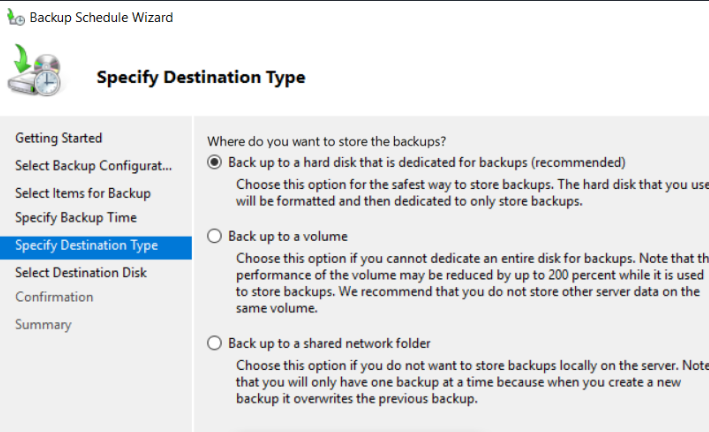 Backup Schedule Wizard
Specify Destination Type
Getting Started
Select Backup Configurat...
Select Items for Backup
Specify Backup Time
Specify Destination Type
Select Destination Disk
Confirmation
Summary
Where do you want to store the backups?
Back up to a hard disk that is dedicated for backups (recommended)
Choose this option for the safest way to store backups. The hard disk that you use
will be formatted and then dedicated to only store backups.
Back up to a volume
Choose this option if you cannot dedicate an entire disk for backups. Note that th
performance of the volume may be reduced by up to 200 percent while it is used
to store backups. We recommend that you do not store other server data on the
same volume.
Back up to a shared network folder
Choose this option if you do not want to store backups locally on the server. Note
that you will only have one backup at a time because when you create a new
backup it overwrites the previous backup.